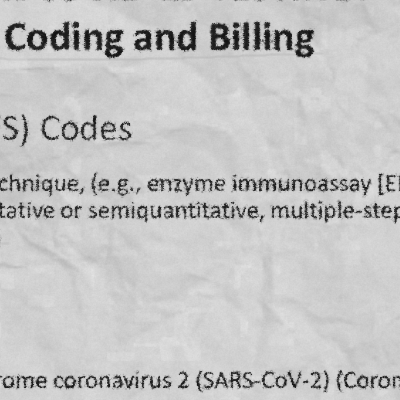 Coding and Billing
S) Codes
chnique, (e.g., enzyme immunoassay [E
tative or semiquantitative, multiple-step
rome coronavirus 2 (SARS-CoV-2) (Coron